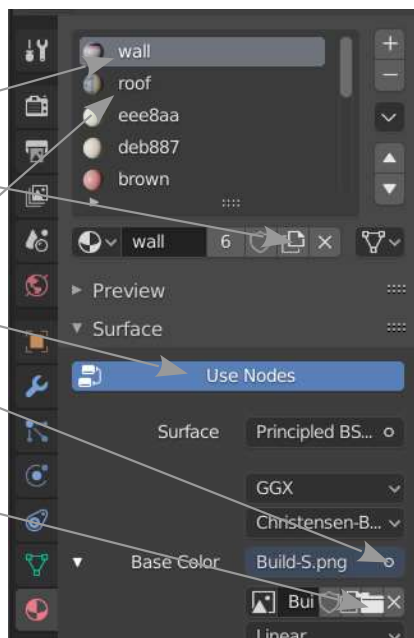 wall
roof
eee8aa
deb887
brown
wall 6
Preview
Surface
Use Nodes
Surface Principled BS...
GGX
Christensen-B...
Base Color Build-S.png
Bui
Linear